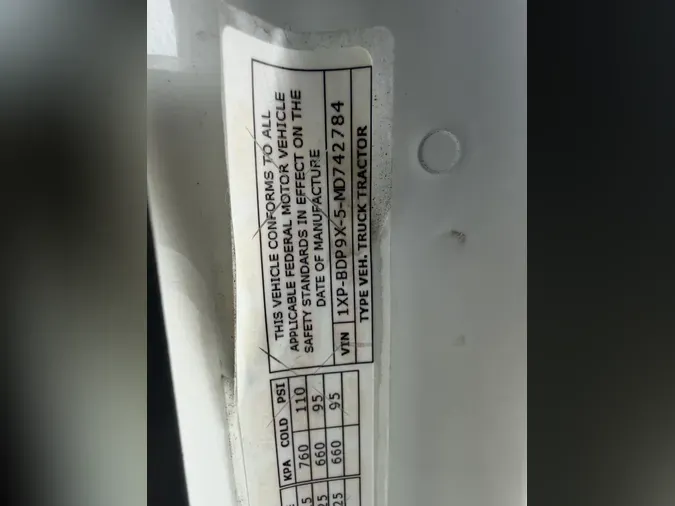 KPA COLD PSI
760 110
660 95
660 95
THIS VEHICLE CONFORMS TO ALL
APPLICABLE FEDERAL MOTOR VEHICLE
SAFETY STANDARDS IN EFFECT ON THE
DATE OF MANUFACTURE
VIN 1XP-BDP9X-5-MD742784
TYPE VEH. TRUCK TRACTOR